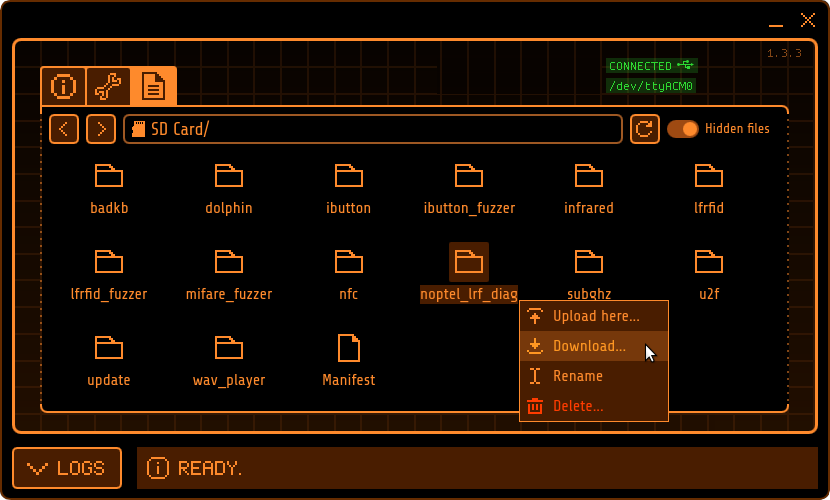 1.3.3
CONNECTED
/dev/ttyACM0
SD Card/
Hidden files
badkb
dolphin
ibutton
ibutton_fuzzer
infrared
lfrfid
lfrfid_fuzzer
mifare_fuzzer
nfc
noptel_lrf_diag
subghz
u2f
Upload here...
Download...
Rename
Delete...
update
wav_player
Manifest
LOGS
READY.